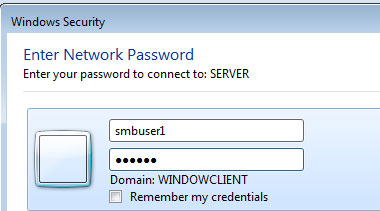 Windows Security
Enter Network Password
Enter your password to connect to: SERVER
smbuser1
●●●●●●
Domain: WINDOWCLIENT
Remember my credentials